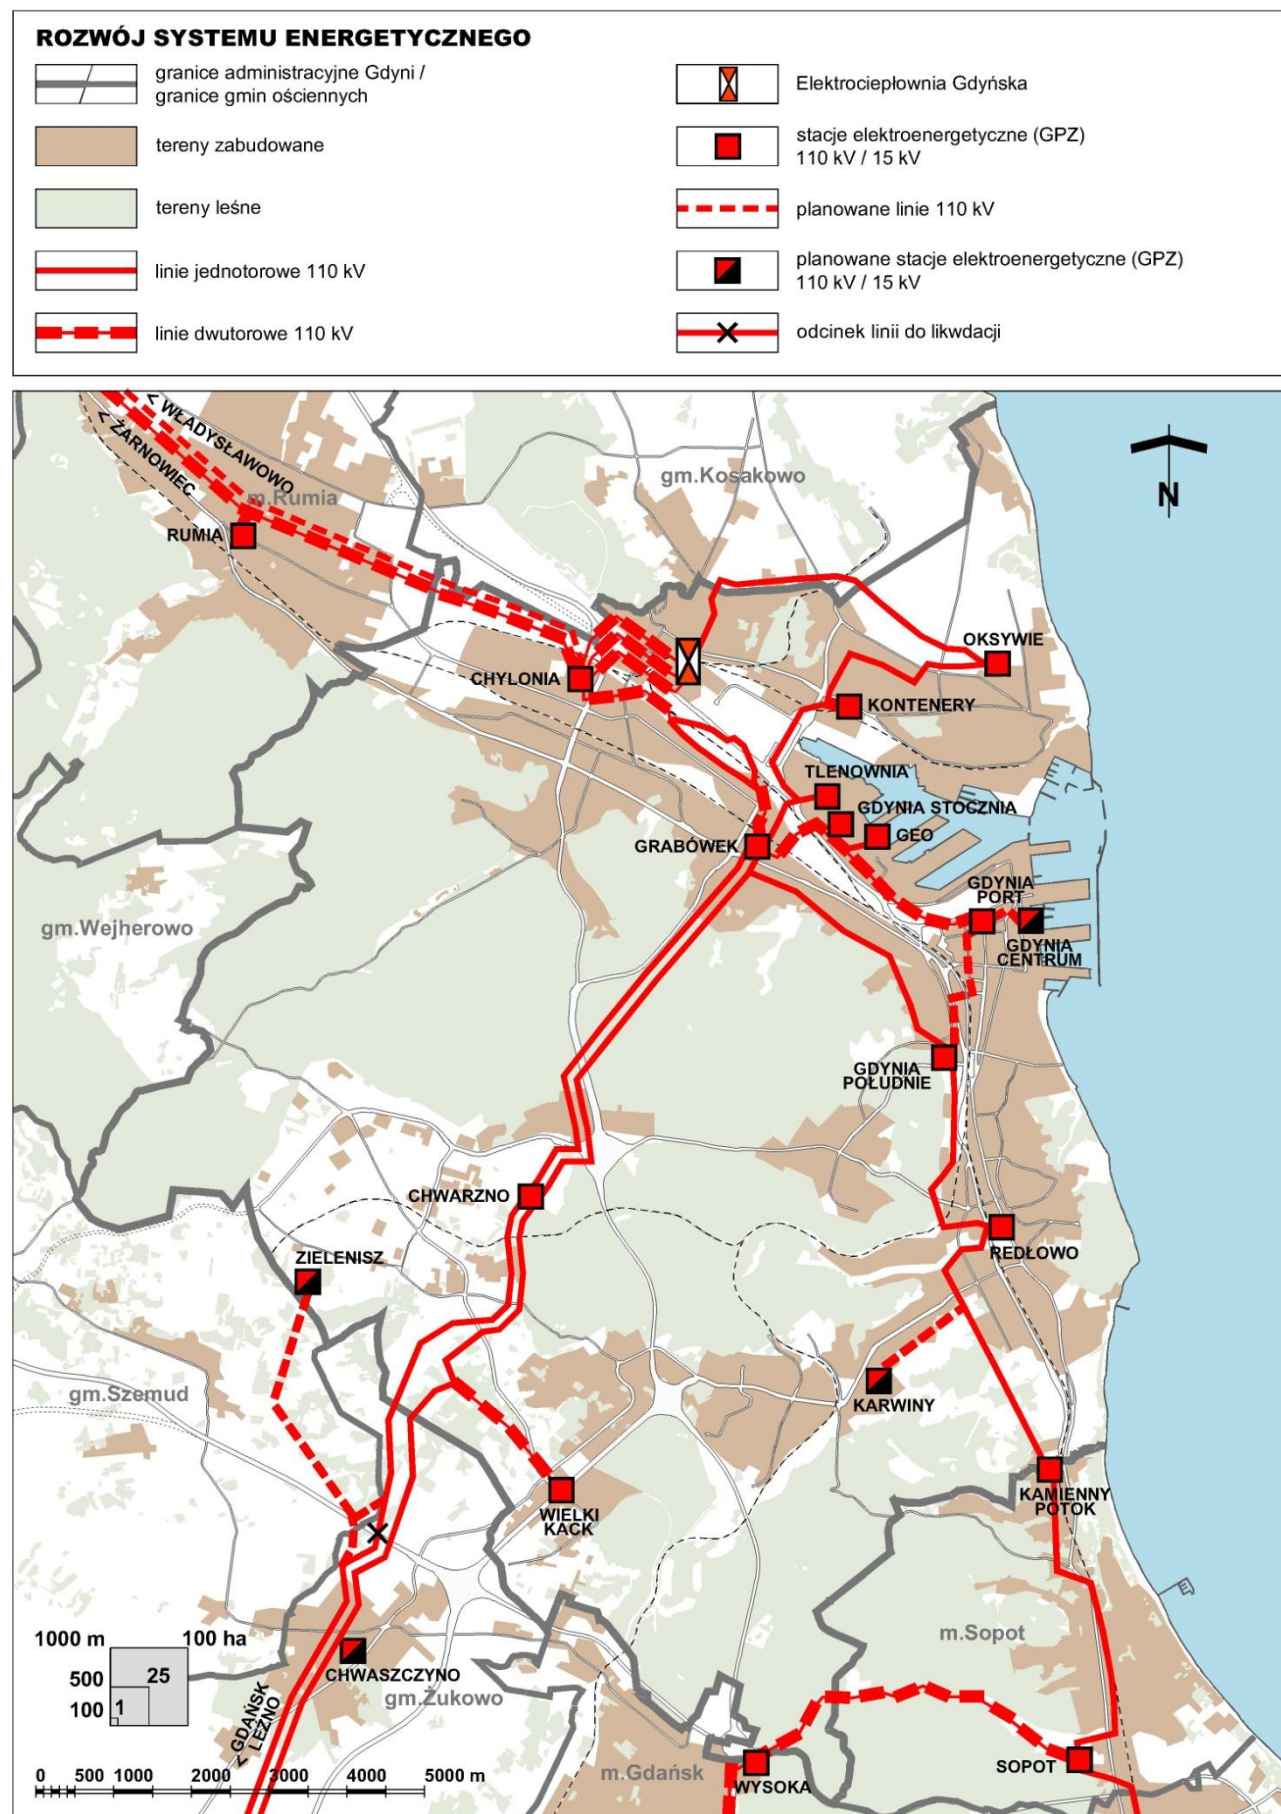 ROZWÓJ SYSTEMU ENERGETYCZNEGO
granice administracyjne Gdyni /
granice gmin ościennych
tereny zabudowane
tereny leśne
linie jednotorowe 110 kV
linie dwutorowe 110 kV
Elektrociepłownia Gdyńska
stacje elektroenergetyczne (GPZ)
110 kV / 15 kV
planowane linie 110 kV
planowane stacje elektroenergetyczne (GPZ)
110 kV / 15 kV
odcinek linii do likwdacji
< WŁADYSŁAWOWO
< ŻARNOWIEC
m.Rumia
gm.Kosakowo
N
RUMIA
OKSYWIE
CHYLONIA
KONTENERY
TLENOWNIA
GDYNIA STOCZNIA
GEO
GRABÓWEK
GDYNIA
PORT
gm.Wejherowo
GDYNIA
CENTRUM
GDYNIA
POŁUDNIE
CHWARZNO
REDŁOWO
ZIELENISZ
gm.Szemud
KARWINY
KAMIENNY
POTOK
WIELKI
KACK
m.Sopot
CHWASZCZYNO
gm.Żukowo
< GDAŃSK
LEŹNO
1000 m
100 ha
500
25
100
1
0
500
1000
2000
3000
4000
5000 m
m.Gdańsk
WYSOKA
SOPOT